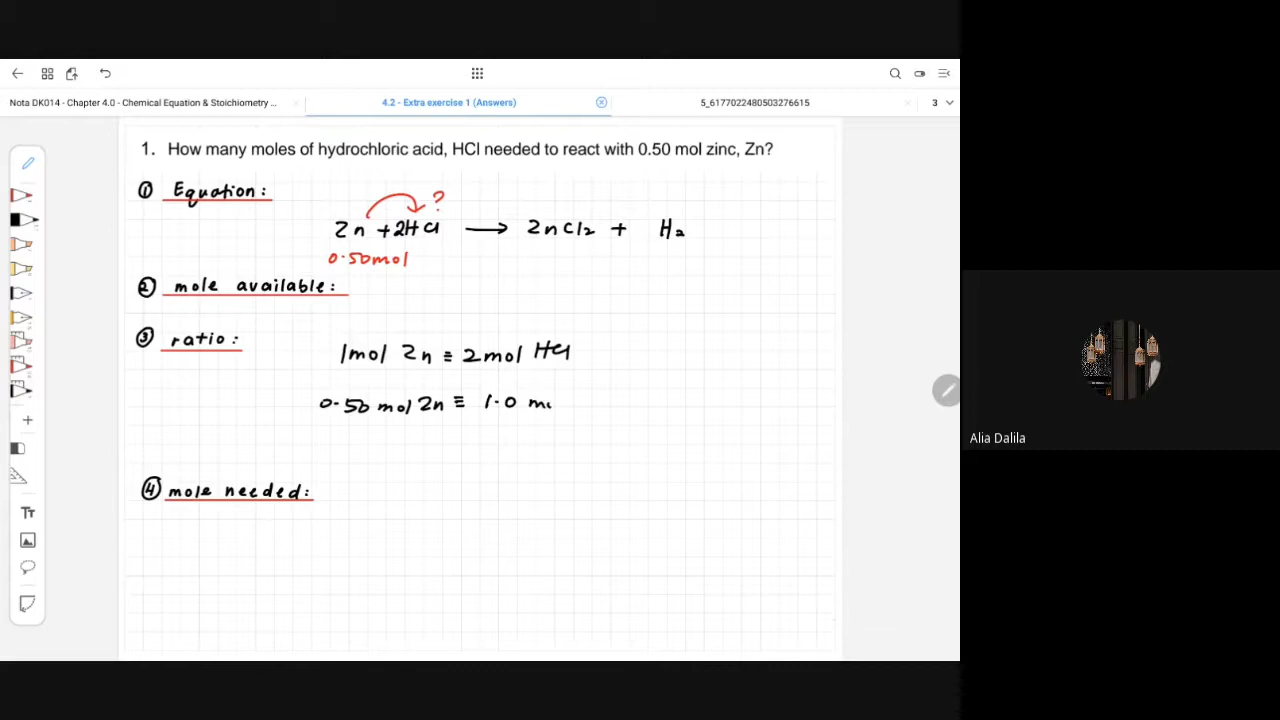 Nota DK014 - Chapter 4.0 - Chemical Equation & Stoichiometry ...
4.2 - Extra exercise 1 (Answers)
5_6177022480503276615
3
1. How many moles of hydrochloric acid, HCl needed to react with 0.50 mol zinc, Zn?
① Equation:
?
Zn + 2HCl ⟶ ZnCl₂ + H₂
0.50mol
② mole available:
③ ratio:
1mol Zn ≡ 2mol HCl
0.50 mol Zn ≡ 1.0 mo
④ mole needed:
Tт
Alia Dalila